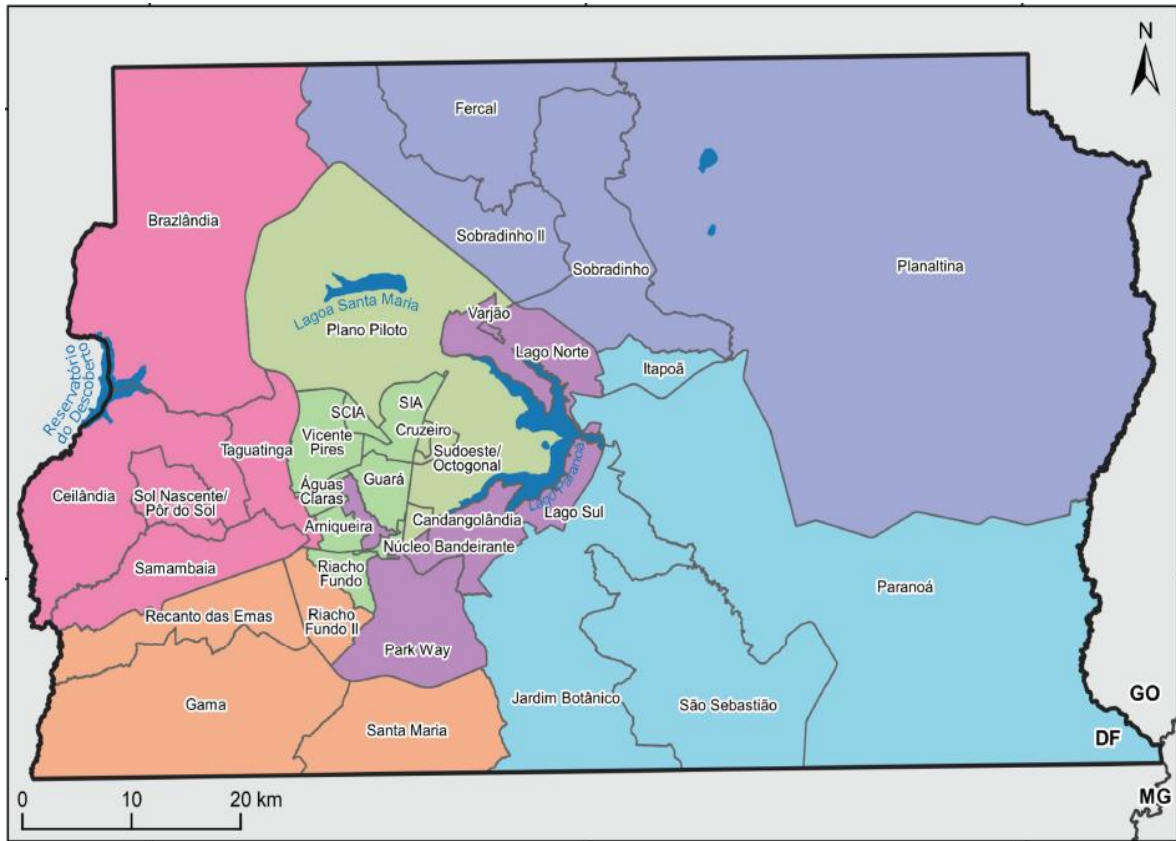 N
Fercal
Brazlândia
Sobradinho II
Sobradinho
Planaltina
Lagoa Santa Maria
Plano Piloto
Varjão
Lago Norte
Itapoã
Reservatório
do Descoberto
SCIA
SIA
Vicente
Pires
Cruzeiro
Taguatinga
Sudoeste/
Octogonal
Guará
Águas
Claras
Ceilândia
Sol Nascente/
Pôr do Sol
Lago Paranoá
Lago Sul
Arniqueira
Candangolândia
Núcleo Bandeirante
Samambaia
Riacho
Fundo
Paranoá
Recanto das Emas
Riacho
Fundo II
Park Way
Gama
Jardim Botânico
São Sebastião
Santa Maria
GO
DF
MG
0 10 20 km